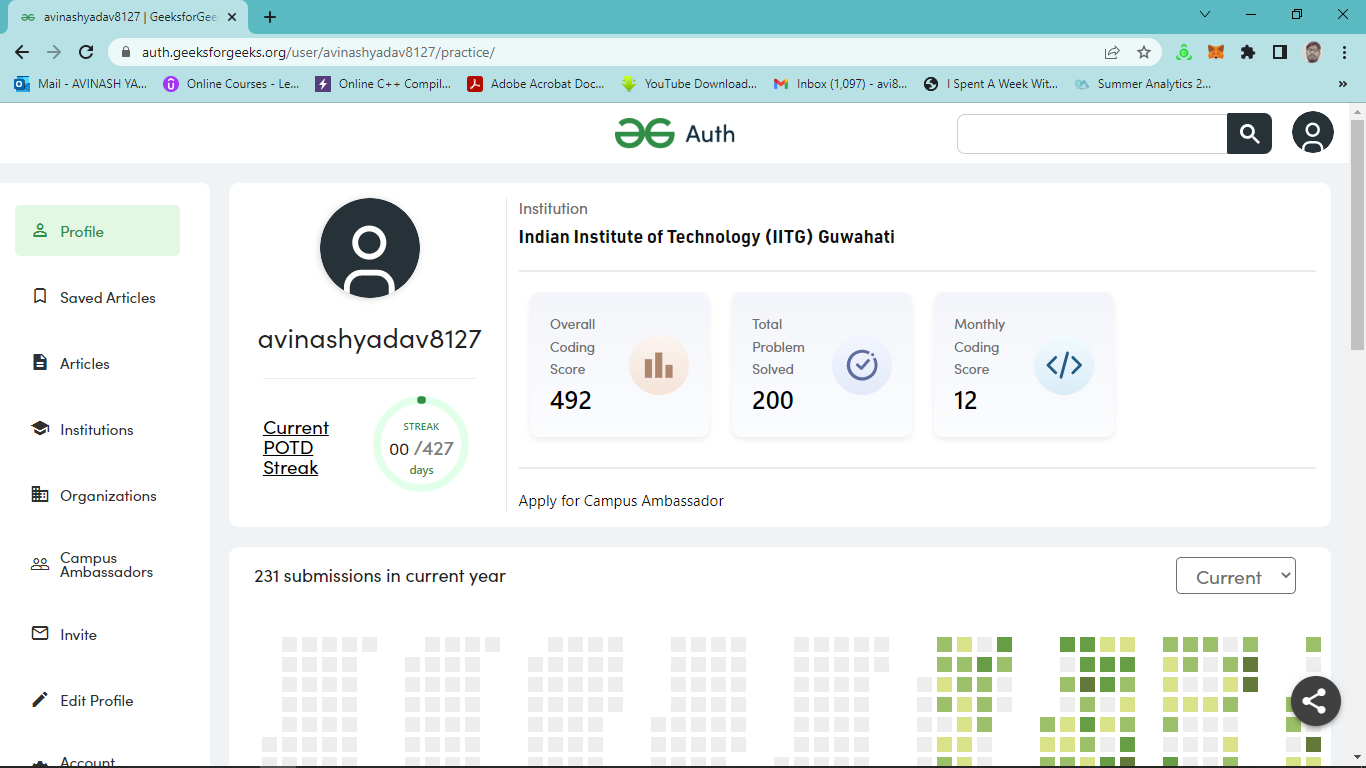 avinashyadav8127 | GeeksforGee
auth.geeksforgeeks.org/user/avinashyadav8127/practice/
Mail - AVINASH YA...
Online Courses - Le...
Online C++ Compil...
Adobe Acrobat Doc...
YouTube Download...
Inbox (1,097) - avi8...
I Spent A Week Wit...
Summer Analytics 2...
»
Auth
Profile
Saved Articles
Articles
Institutions
Organizations
Campus
Ambassadors
Invite
Edit Profile
Account
avinashyadav8127
Current
POTD
Streak
STREAK
00 /427
days
Institution
Indian Institute of Technology (IITG) Guwahati
Overall
Coding
Score
492
Total
Problem
Solved
200
Monthly
Coding
Score
12
Apply for Campus Ambassador
231 submissions in current year
Current